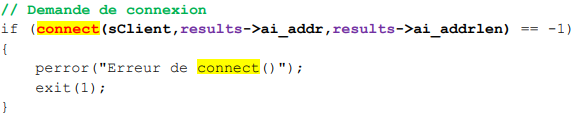 // Demande de connexion
if (connect(sClient,results->ai_addr,results->ai_addrlen) == -1)
{
    perror("Erreur de connect()");
    exit(1);
}